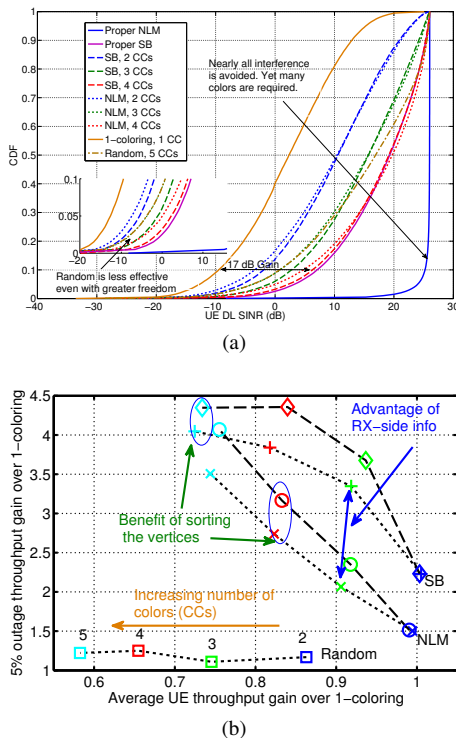 1
0.9
0.8
0.7
0.6
0.5
0.4
0.3
0.2
0.1
0
CDF
Proper NLM
Proper SB
SB, 2 CCs
SB, 3 CCs
SB, 4 CCs
NLM, 2 CCs
NLM, 3 CCs
NLM, 4 CCs
1-coloring, 1 CC
Random, 5 CCs
Nearly all interference
is avoided. Yet many
colors are required.
0.1
0.05
0
-20
-10
0
10
Random is less effective
even with greater freedom
17 dB Gain
-40
-30
-20
-10
0
10
20
30
UE DL SINR (dB)
(a)
4.5
4
3.5
3
2.5
2
1.5
1
5% outage throughput gain over 1-coloring
Advantage of
RX-side info
Benefit of sorting
the vertices
Increasing number of
colors (CCs)
SB
NLM
5
4
3
2
Random
0.6
0.7
0.8
0.9
1
Average UE throughput gain over 1-coloring
(b)